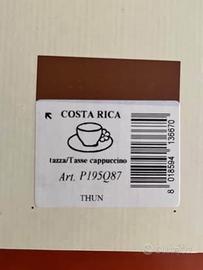 COSTA RICA
tazza/Tasse cappuccino
Art. P195Q87
THUN
8 018594 136670